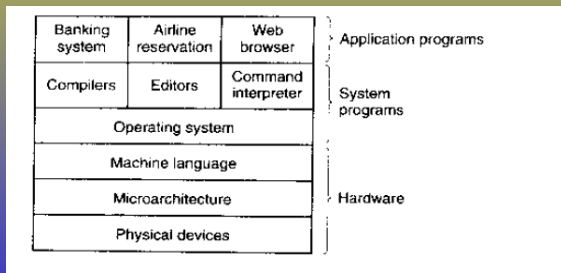 Banking system
Airline reservation
Web browser
Application programs
Compilers
Editors
Command interpreter
System programs
Operating system
Machine language
Microarchitecture
Hardware
Physical devices